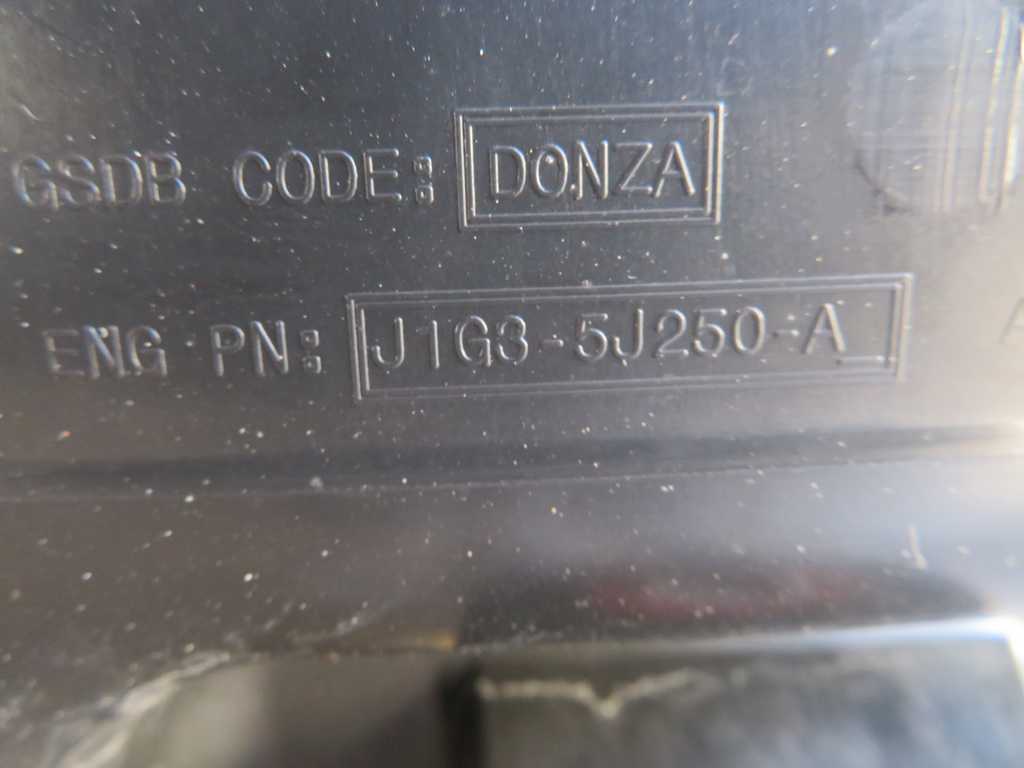 GSDB CODE: DONZA
ENG PN: J1G3-5J250-A